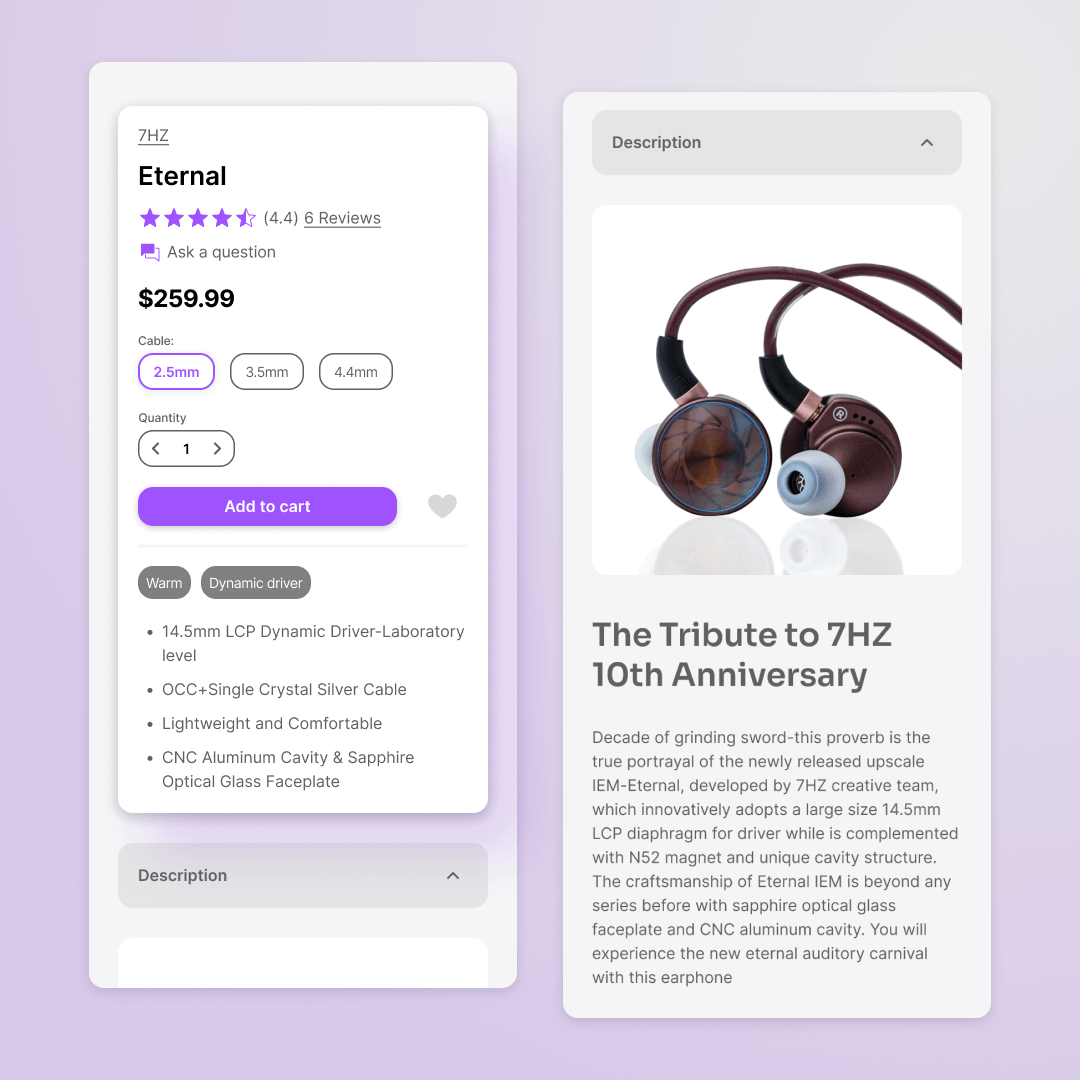 7HZ
Eternal
(4.4) 6 Reviews
Ask a question
$259.99
Cable:
2.5mm 3.5mm 4.4mm
Quantity
1
Add to cart
Warm Dynamic driver
• 14.5mm LCP Dynamic Driver-Laboratory
level
• OCC+Single Crystal Silver Cable
• Lightweight and Comfortable
• CNC Aluminum Cavity & Sapphire
Optical Glass Faceplate
Description
Description
R
The Tribute to 7HZ
10th Anniversary
Decade of grinding sword-this proverb is the
true portrayal of the newly released upscale
IEM-Eternal, developed by 7HZ creative team,
which innovatively adopts a large size 14.5mm
LCP diaphragm for driver while is complemented
with N52 magnet and unique cavity structure.
The craftsmanship of Eternal IEM is beyond any
series before with sapphire optical glass
faceplate and CNC aluminum cavity. You will
experience the new eternal auditory carnival
with this earphone